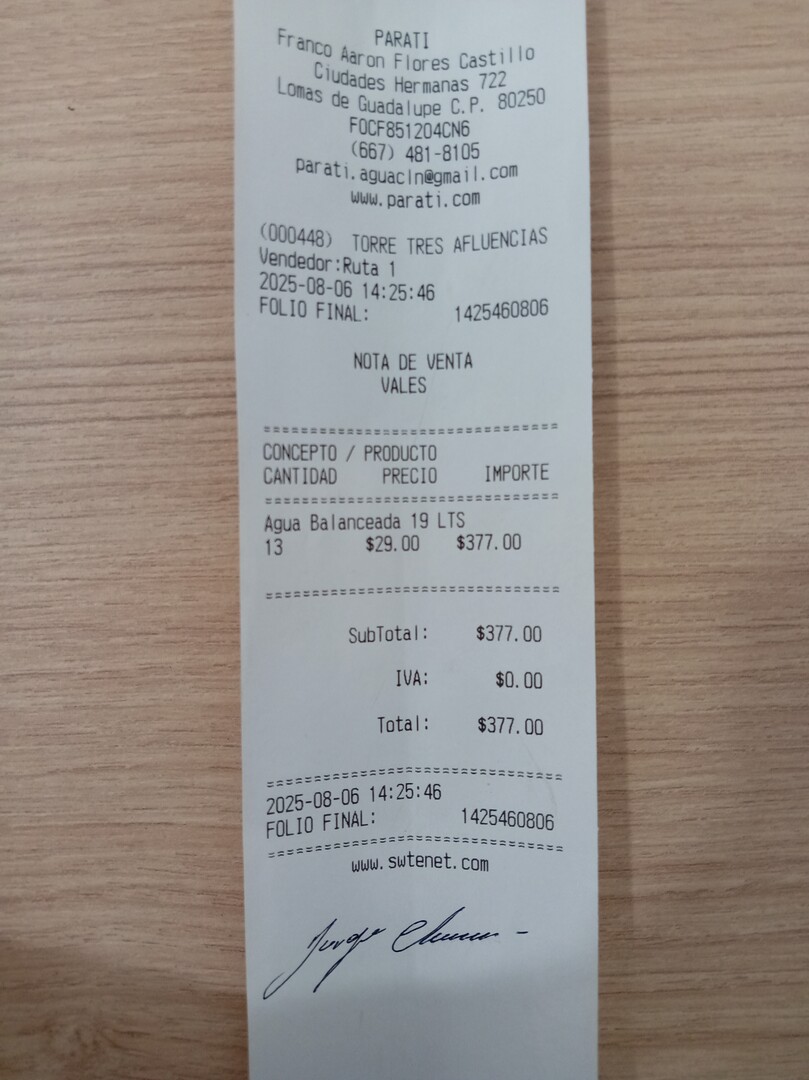 PARATI
Franco Aaron Flores Castillo
Ciudades Hermanas 722
Lomas de Guadalupe C.P. 80250
FOCF851204CN6
(667) 481-8105
parati.aguacln@gmail.com
www.parati.com
(000448) TORRE TRES AFLUENCIAS
Vendedor:Ruta 1
2025-08-06 14:25:46
FOLIO FINAL: 1425460806
NOTA DE VENTA
VALES
==============================
CONCEPTO / PRODUCTO
CANTIDAD PRECIO IMPORTE
==============================
Agua Balanceada 19 LTS
13 $29.00 $377.00
==============================
SubTotal: $377.00
IVA: $0.00
Total: $377.00
==============================
2025-08-06 14:25:46
FOLIO FINAL: 1425460806
==============================
www.swtenet.com
Jorge